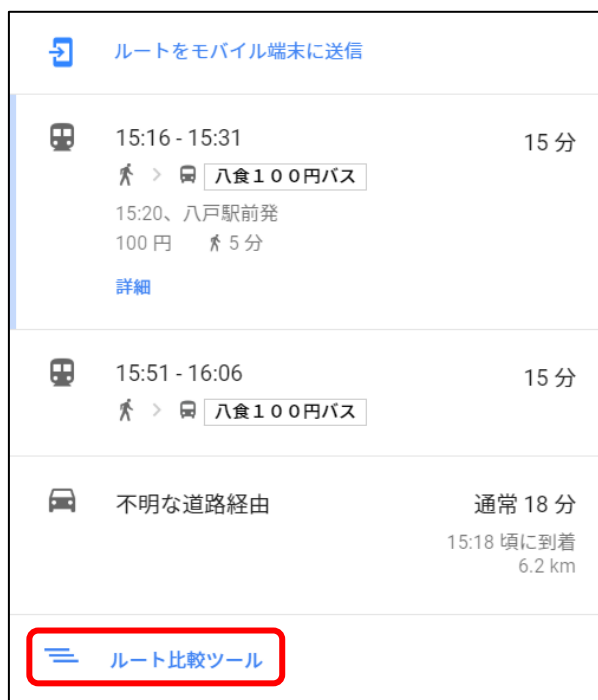 ルートをモバイル端末に送信
15:16 - 15:31
15 分
八食１００円バス
15:20、八戸駅前発
100 円 5 分
詳細
15:51 - 16:06
15 分
八食１００円バス
不明な道路経由
通常 18 分
15:18 頃に到着
6.2 km
ルート比較ツール